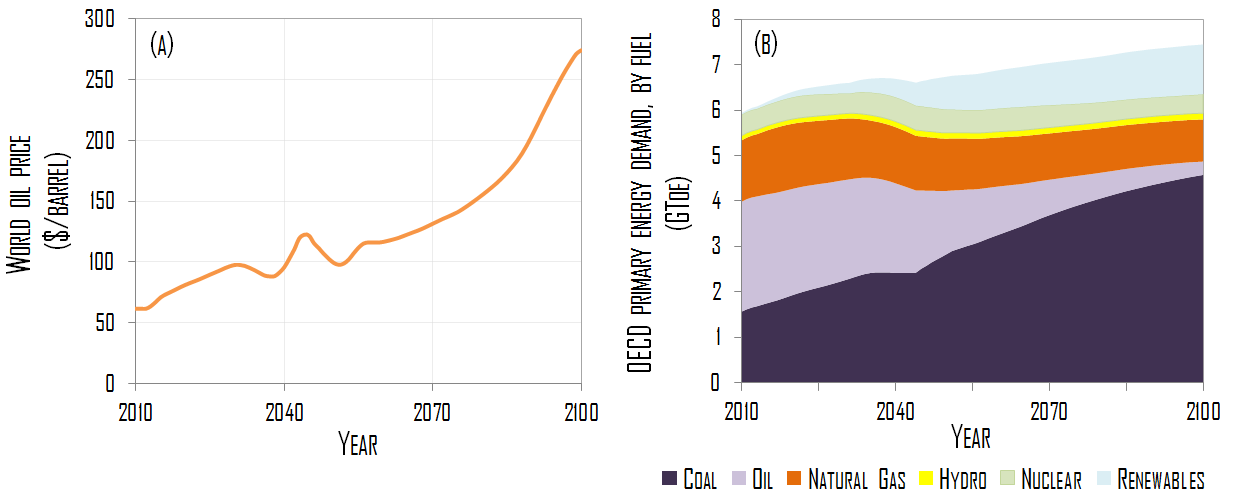 (A)
World oil price
($/barrel)
300
250
200
150
100
50
0
2010 2040 2070 2100
Year
(B)
OECD primary energy demand, by fuel
(GToe)
8
7
6
5
4
3
2
1
0
2010 2040 2070 2100
Year
Coal Oil Natural Gas Hydro Nuclear Renewables